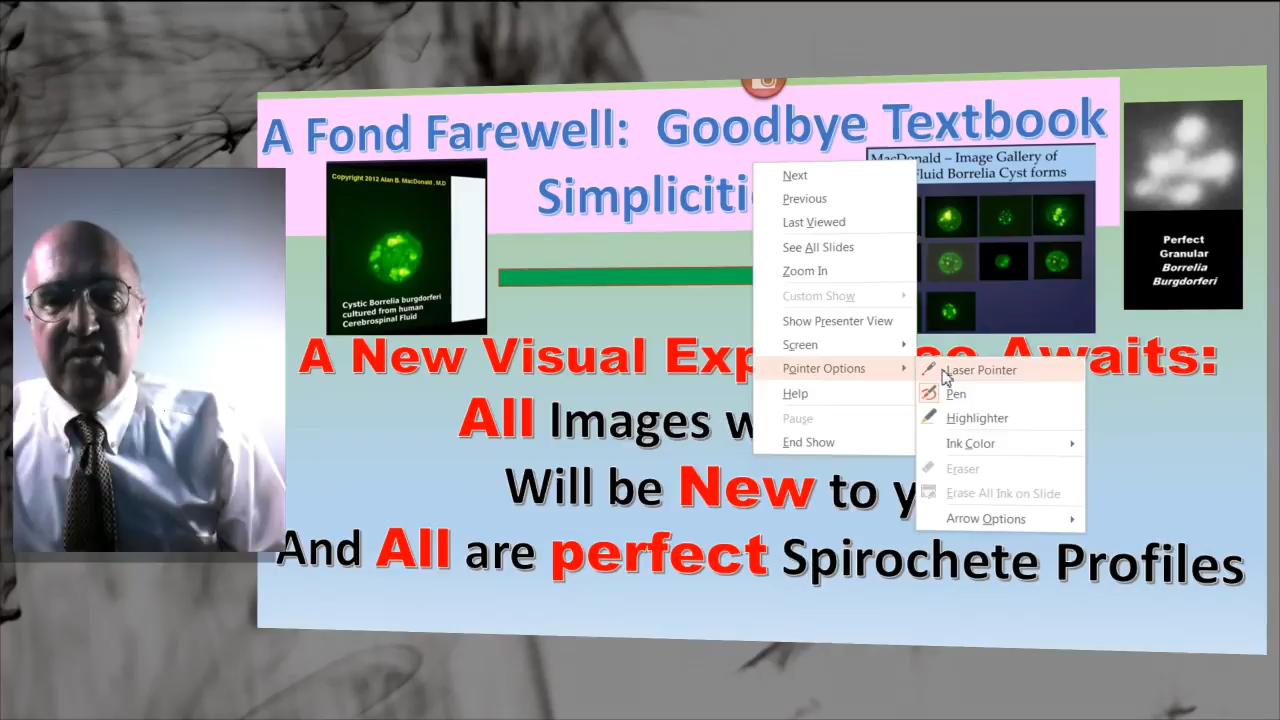 A Fond Farewell: Goodbye Textbook
Simpliciti
Copyright 2012 Alan B. MacDonald, M.D
Cystic Borrelia burgdorferi
cultured from human
Cerebrospinal Fluid
MacDonald – Image Gallery of
Fluid Borrelia Cyst forms
Perfect
Granular
Borrelia
Burgdorferi
Next
Previous
Last Viewed
See All Slides
Zoom In
Custom Show
Show Presenter View
Screen
Pointer Options
Help
Pause
End Show
Laser Pointer
Pen
Highlighter
Ink Color
Eraser
Erase All Ink on Slide
Arrow Options
A New Visual Exp Awaits:
All Images w
Will be New to y
And All are perfect Spirochete Profiles